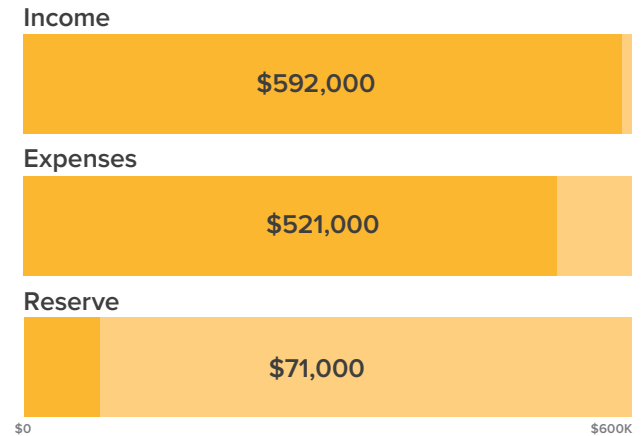 Income
$592,000
Expenses
$521,000
Reserve
$71,000
$0 $600K